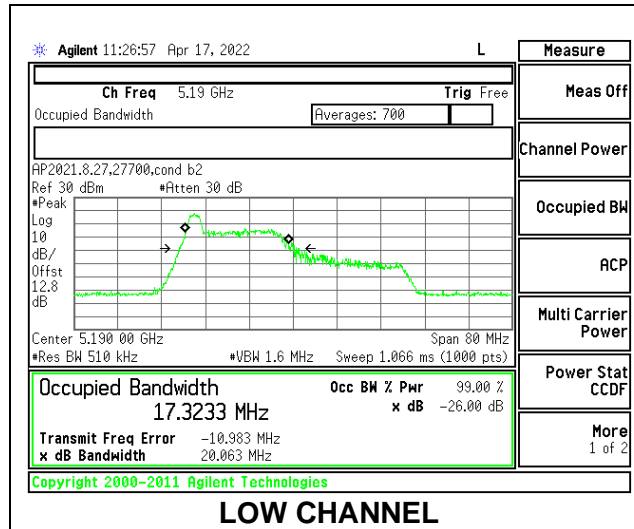 Agilent 11:26:57 Apr 17, 2022 L
Measure
Ch Freq 5.19 GHz Trig Free
Meas Off
Occupied Bandwidth Averages: 700
Channel Power
AP2021.8.27,27700,cond b2
Ref 30 dBm #Atten 30 dB
#Peak
Log
10
dB/
Offst
12.8
dB
Occupied BW
ACP
Multi Carrier
Power
Center 5.190 00 GHz Span 80 MHz
#Res BW 510 kHz #VBW 1.6 MHz Sweep 1.066 ms (1000 pts)
Power Stat
CCDF
Occupied Bandwidth Occ BW % Pwr 99.00 %
17.3233 MHz x dB -26.00 dB
Transmit Freq Error -10.983 MHz
x dB Bandwidth 20.063 MHz
More
1 of 2
Copyright 2000-2011 Agilent Technologies
LOW CHANNEL